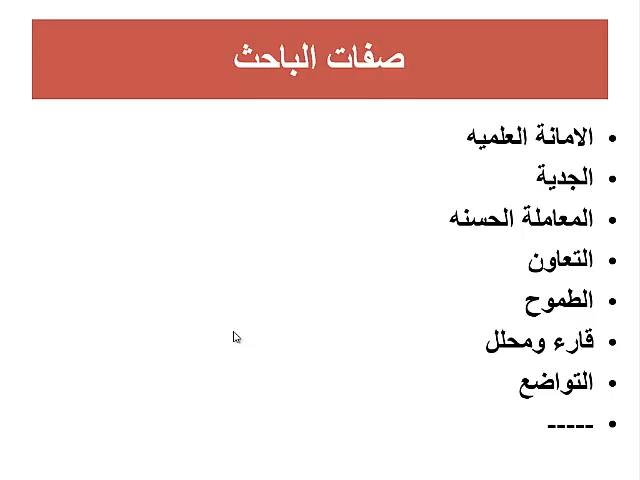 صفات الباحث
• الامانة العلميه
• الجدية
• المعاملة الحسنه
• التعاون
• الطموح
• قارء ومحلل
• التواضع
• -----